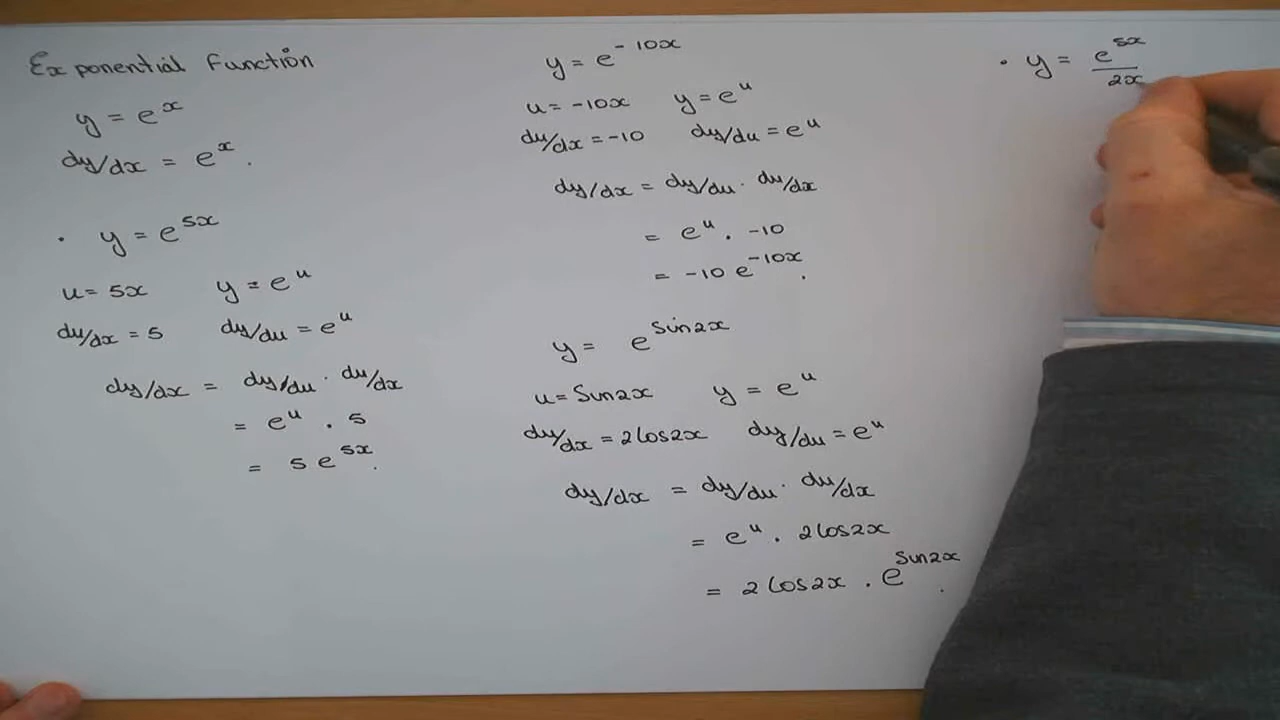 Exponential Function
y = e^x
dy/dx = e^x .
· y = e^5x
u = 5x y = e^u
du/dx = 5 dy/du = e^u
dy/dx = dy/du · du/dx
= e^u . 5
= 5 e^5x .
y = e^-10x
u = -10x y = e^u
du/dx = -10 dy/du = e^u
dy/dx = dy/du · du/dx
= e^u . -10
= -10 e^-10x .
y = e^Sin2x
u = Sin2x y = e^u
du/dx = 2Cos2x dy/du = e^u
dy/dx = dy/du · du/dx
= e^u . 2Cos2x
= 2Cos2x . e^Sin2x .
· y = e^5x / 2x